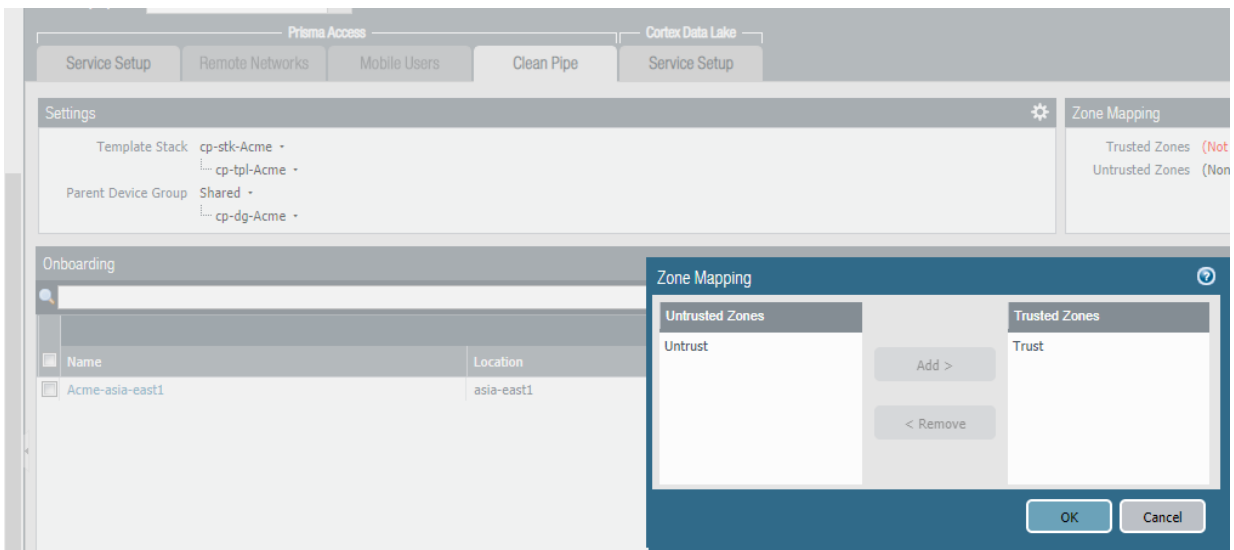 Prisma Access
Cortex Data Lake
Service Setup
Remote Networks
Mobile Users
Clean Pipe
Service Setup
Settings
Template Stack cp-stk-Acme
cp-tpl-Acme
Parent Device Group Shared
cp-dg-Acme
Zone Mapping
Trusted Zones (Not
Untrusted Zones (Non
Onboarding
Name Location
Acme-asia-east1 asia-east1
Zone Mapping
Untrusted Zones
Untrust
Add >
< Remove
Trusted Zones
Trust
OK
Cancel